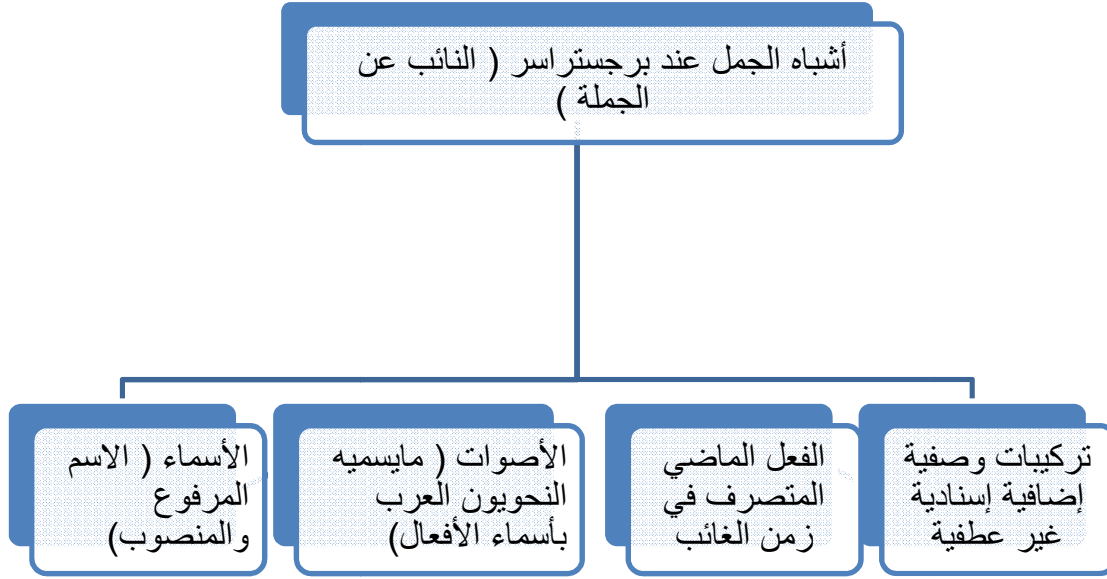 أشباه الجمل عند برجستراسر ( النائب عن
الجملة )
تركيبات وصفية
إضافية إسنادية
غير عطفية
الفعل الماضي
المتصرف في
زمن الغائب
الأصوات ( مايسميه
النحويون العرب
بأسماء الأفعال)
الأسماء ( الاسم
المرفوع
والمنصوب)